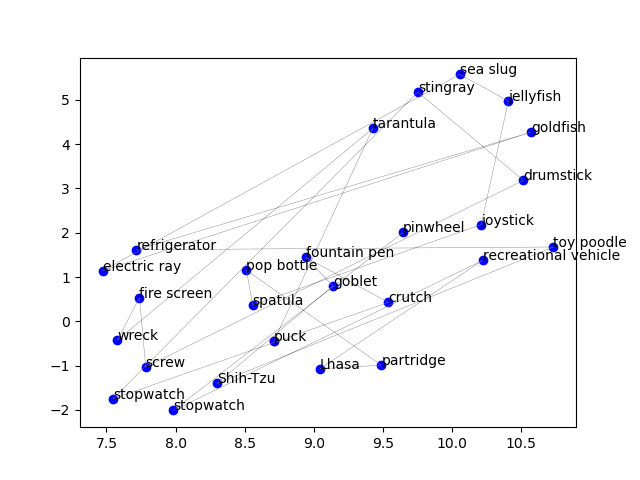 sea slug
stingray
jellyfish
tarantula
goldfish
drumstick
joystick
pinwheel
toy poodle
refrigerator
fountain pen
recreational vehicle
electric ray
pop bottle
goblet
fire screen
spatula
crutch
wreck
puck
screw
Lhasa
partridge
Shih-Tzu
stopwatch
stopwatch
5
4
3
2
1
0
−1
−2
7.5 8.0 8.5 9.0 9.5 10.0 10.5